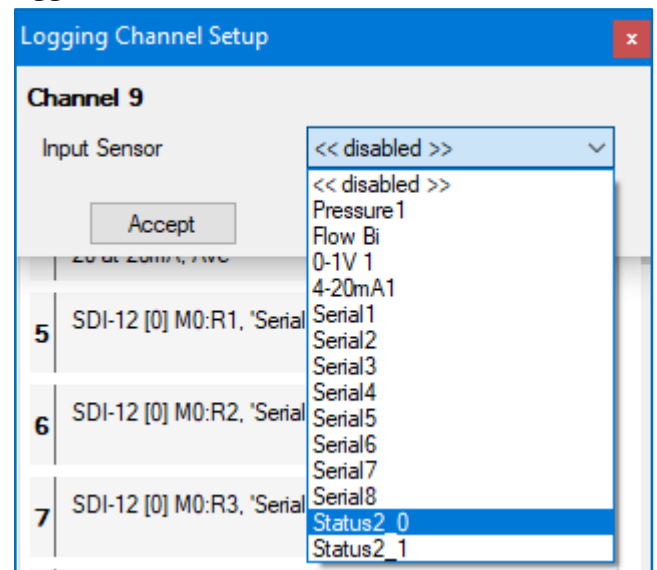 Logging Channel Setup
x
Channel 9
Input Sensor
<< disabled >>
<< disabled >>
Pressure1
Flow Bi
0-1V 1
4-20mA1
Serial1
Serial2
Serial3
Serial4
Serial5
Serial6
Serial7
Serial8
Status2_0
Status2_1
Accept
5 SDI-12 [0] M0:R1, "Serial
6 SDI-12 [0] M0:R2, "Serial
7 SDI-12 [0] M0:R3, "Serial